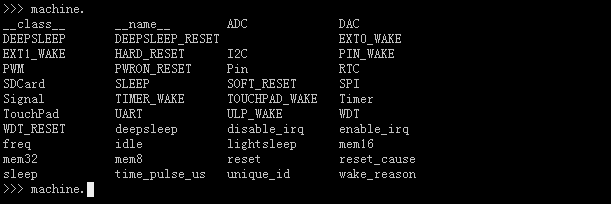 >>> machine.
__class__ __name__ ADC DAC
DEEPSLEEP DEEPSLEEP_RESET EXT0_WAKE
EXT1_WAKE HARD_RESET I2C PIN_WAKE
PWM PWRON_RESET Pin RTC
SDCard SLEEP SOFT_RESET SPI
Signal TIMER_WAKE TOUCHPAD_WAKE Timer
TouchPad UART ULP_WAKE WDT
WDT_RESET deepsleep disable_irq enable_irq
freq idle lightsleep mem16
mem32 mem8 reset reset_cause
sleep time_pulse_us unique_id wake_reason
>>> machine.